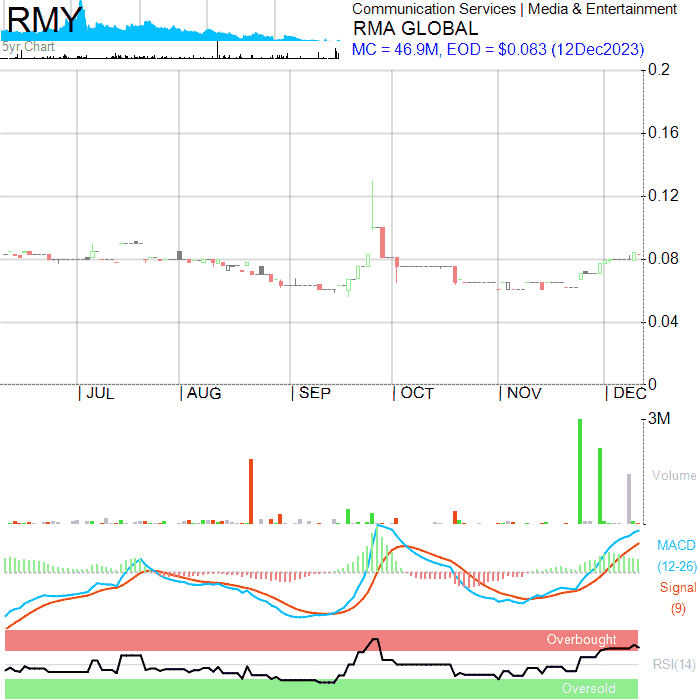 RMY
5yr Chart
Communication Services | Media & Entertainment
RMA GLOBAL
MC = 46.9M, EOD = $0.083 (12Dec2023)
0.2
0.16
0.12
0.08
0.04
0
JUL AUG SEP OCT NOV DEC
3M
Volume
MACD
(12-26)
Signal
(9)
Overbought
RSI(14)
Oversold